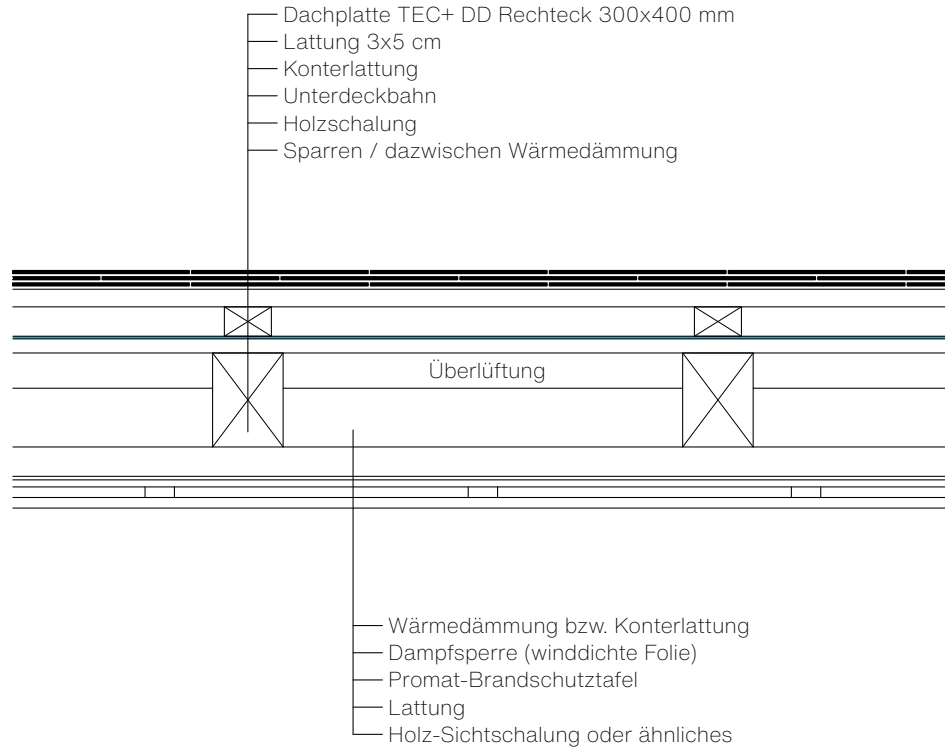 Dachplatte TEC+ DD Rechteck 300x400 mm
Lattung 3x5 cm
Konterlattung
Unterdeckbahn
Holzschalung
Sparren / dazwischen Wärmedämmung
Überlüftung
Wärmedämmung bzw. Konterlattung
Dampfsperre (winddichte Folie)
Promat-Brandschutztafel
Lattung
Holz-Sichtschalung oder ähnliches